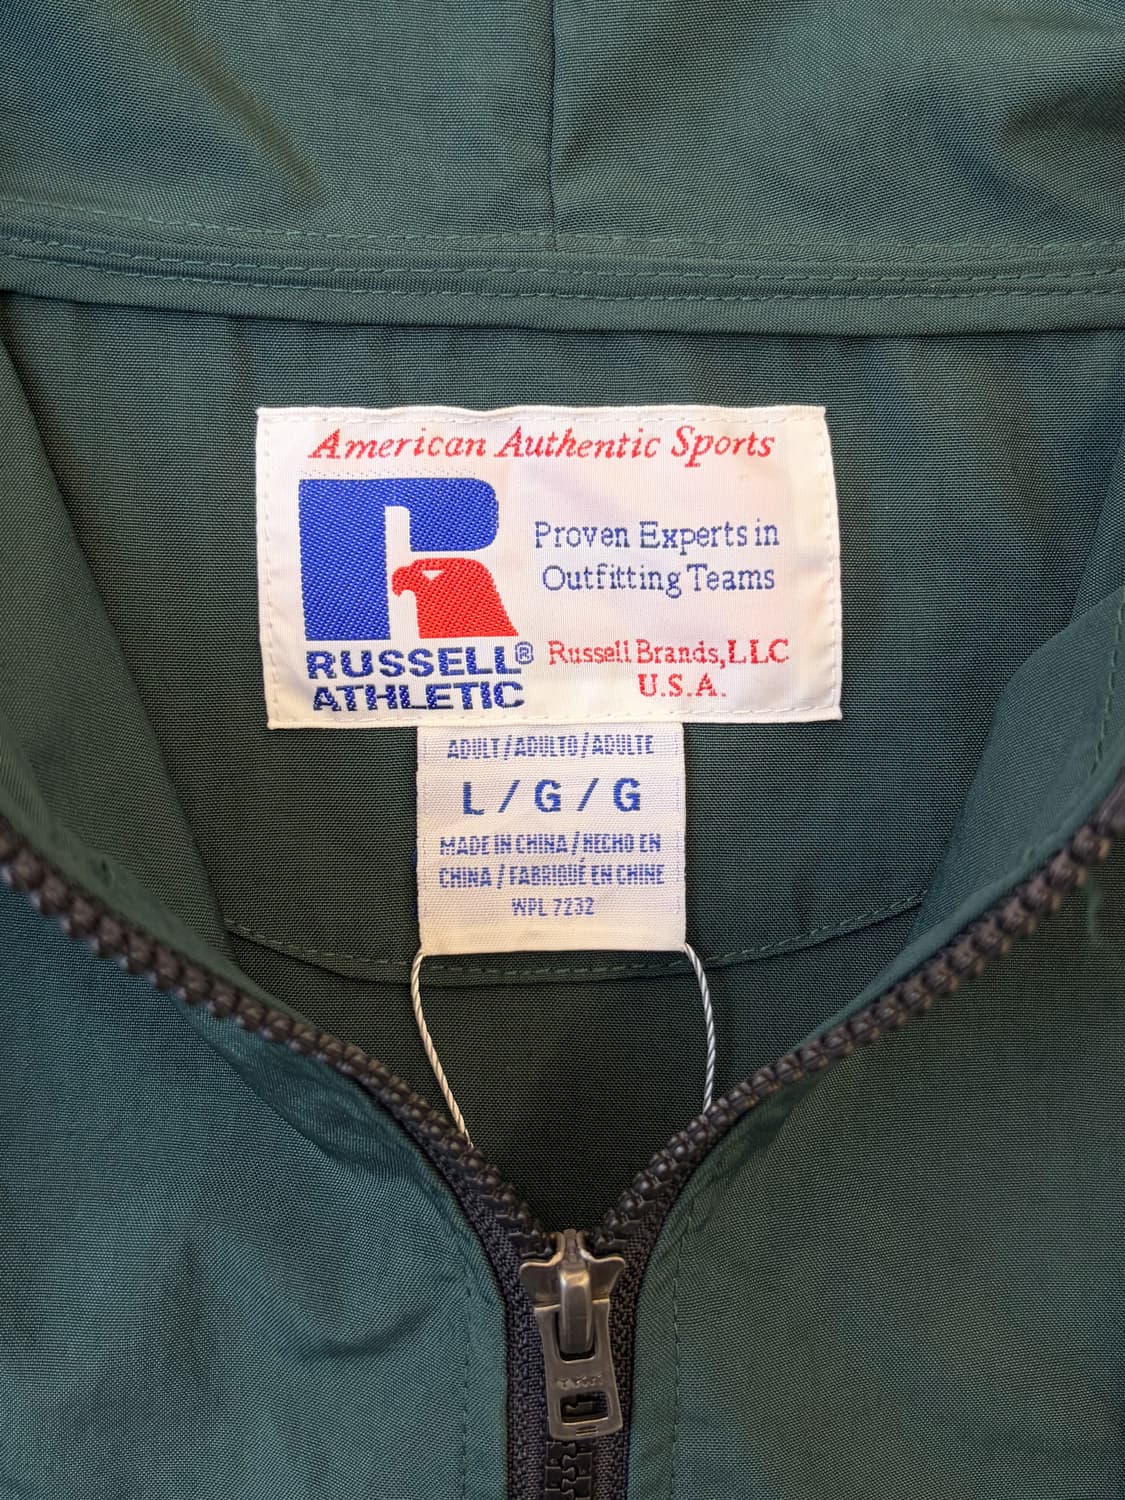 American Authentic Sports
Proven Experts in
Outfitting Teams
RUSSELL®
ATHLETIC
Russell Brands, LLC
U.S.A.
ADULT / ADULTO / ADULTE
L / G / G
MADE IN CHINA / HECHO EN
CHINA / FABRIQUÉ EN CHINE
WPL 7232